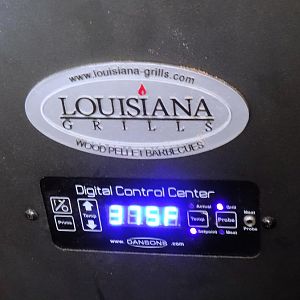 www.louisiana-grills.com
LOUISIANA
GRILLS
WOOD PELLET BARBECUES
Digital Control Center
Actual Grill Meat
Temp 375F Temp Probe
Prime Setpoint Meat Probe
www.DANSONS.com